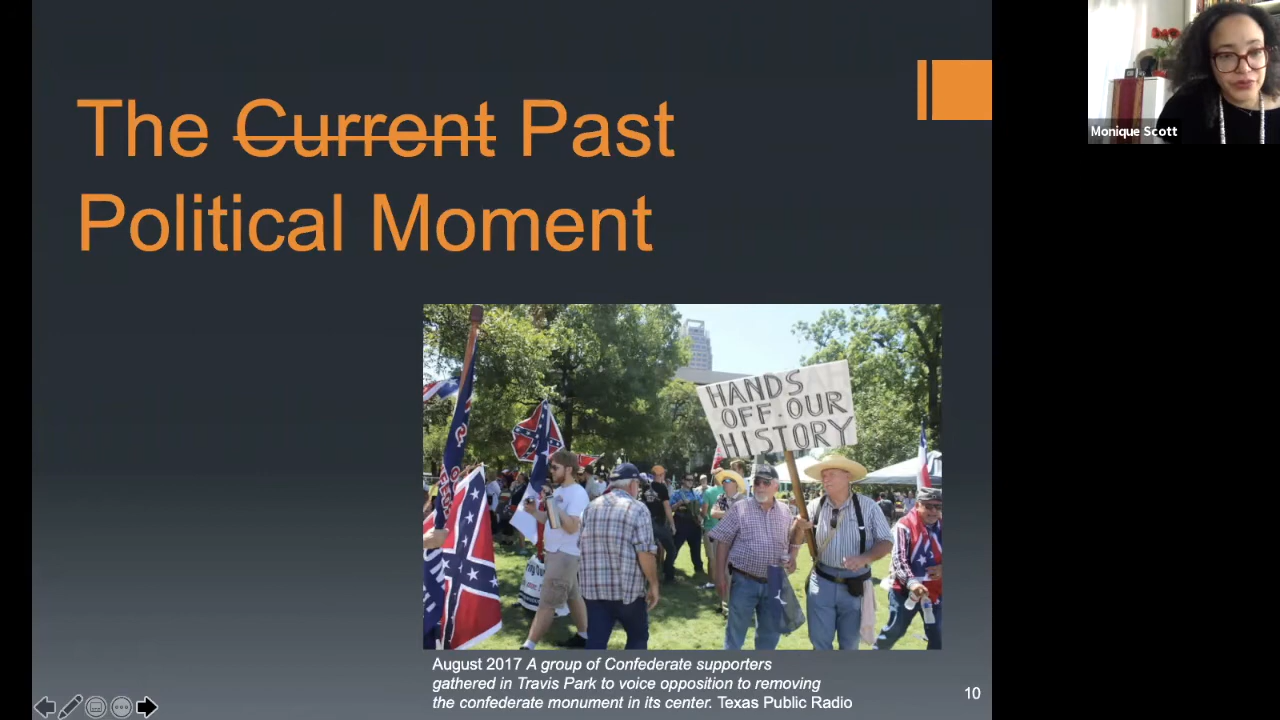 The Current Past
Political Moment
Monique Scott
HANDS
OFF OUR
HISTORY
August 2017 A group of Confederate supporters
gathered in Travis Park to voice opposition to removing
the confederate monument in its center. Texas Public Radio
10